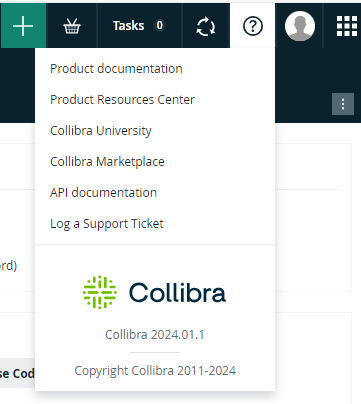 Tasks 0
Product documentation
Product Resources Center
Collibra University
Collibra Marketplace
API documentation
Log a Support Ticket
ord)
Collibra
Collibra 2024.01.1
se Cod
Copyright Collibra 2011-2024